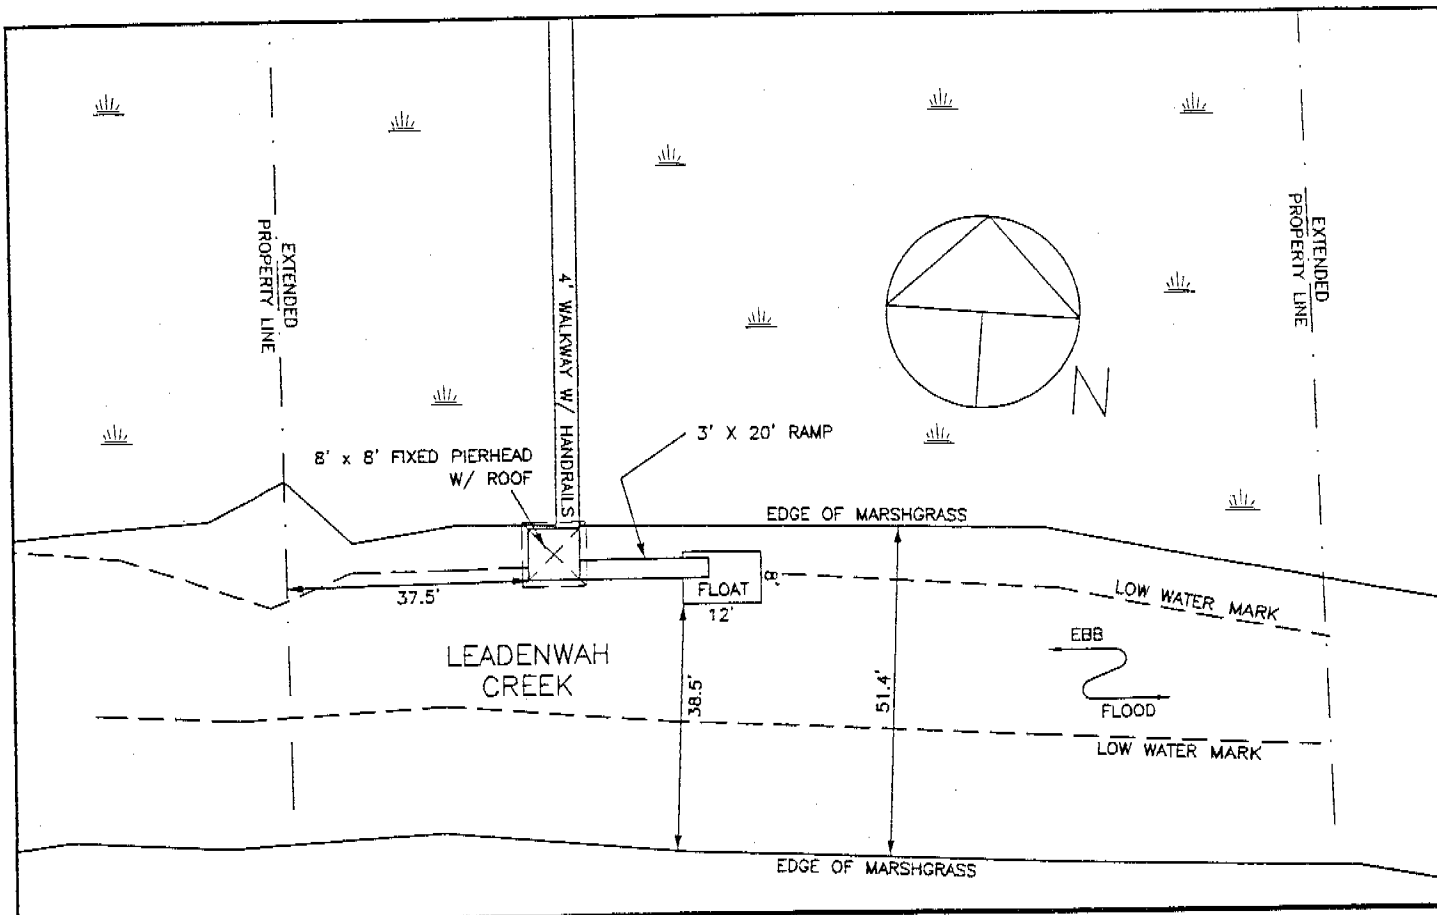 EXTENDED
PROPERTY LINE
4' WALKWAY W/ HANDRAILS
EXTENDED
PROPERTY LINE
N
8' x 8' FIXED PIERHEAD
W/ ROOF
3' X 20' RAMP
EDGE OF MARSHGRASS
37.5'
FLOAT
12'
LOW WATER MARK
LEADENWAH
CREEK
38.5'
51.4'
EBB
FLOOD
LOW WATER MARK
EDGE OF MARSHGRASS